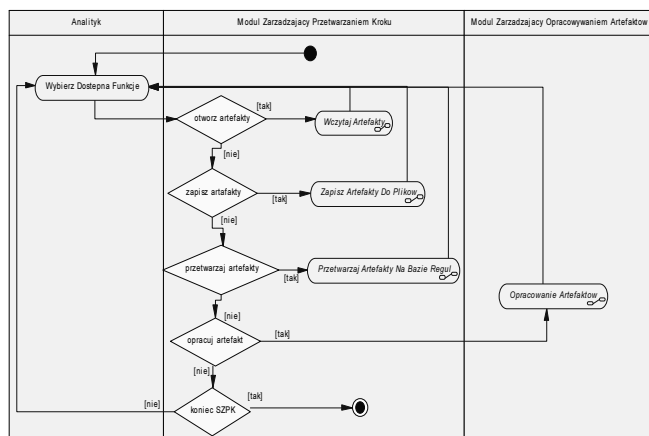 Analityk
Modul Zarzadzajacy Przetwarzaniem Kroku
Modul Zarzadzajacy Opracowywaniem Artefaktow
Wybierz Dostepna Funkcje
otworz artefakty
[tak]
Wczytaj Artefakty
[nie]
zapisz artafakty
[tak]
Zapisz Artefakty Do Plikow
[nie]
przetwarzaj artefakty
[tak]
Przetwarzaj Artefakty Na Bazie Regul
[nie]
Opracowanie Artefaktow
opracuj artefakt
[tak]
[nie]
koniec SZPK
[tak]
[nie]